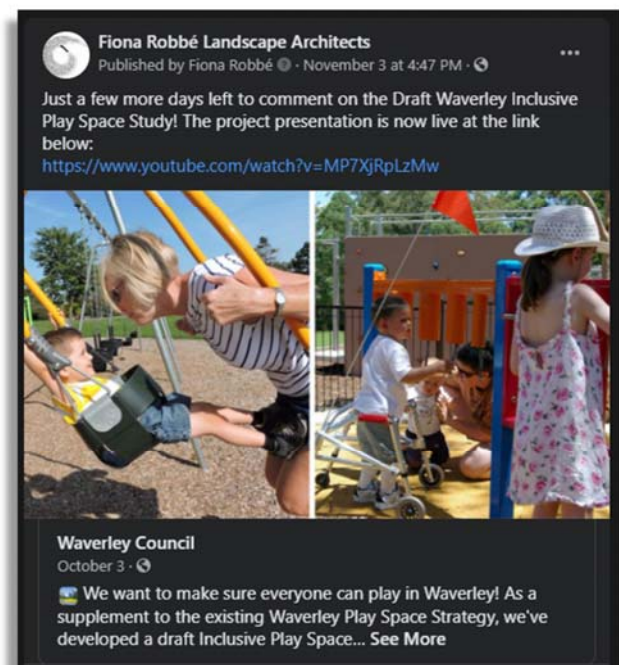 Fiona Robbé Landscape Architects
Published by Fiona Robbé · November 3 at 4:47 PM ·
Just a few more days left to comment on the Draft Waverley Inclusive
Play Space Study! The project presentation is now live at the link
below:
https://www.youtube.com/watch?v=MP7XjRpLzMw
Waverley Council
October 3 ·
We want to make sure everyone can play in Waverley! As a
supplement to the existing Waverley Play Space Strategy, we've
developed a draft Inclusive Play Space... See More